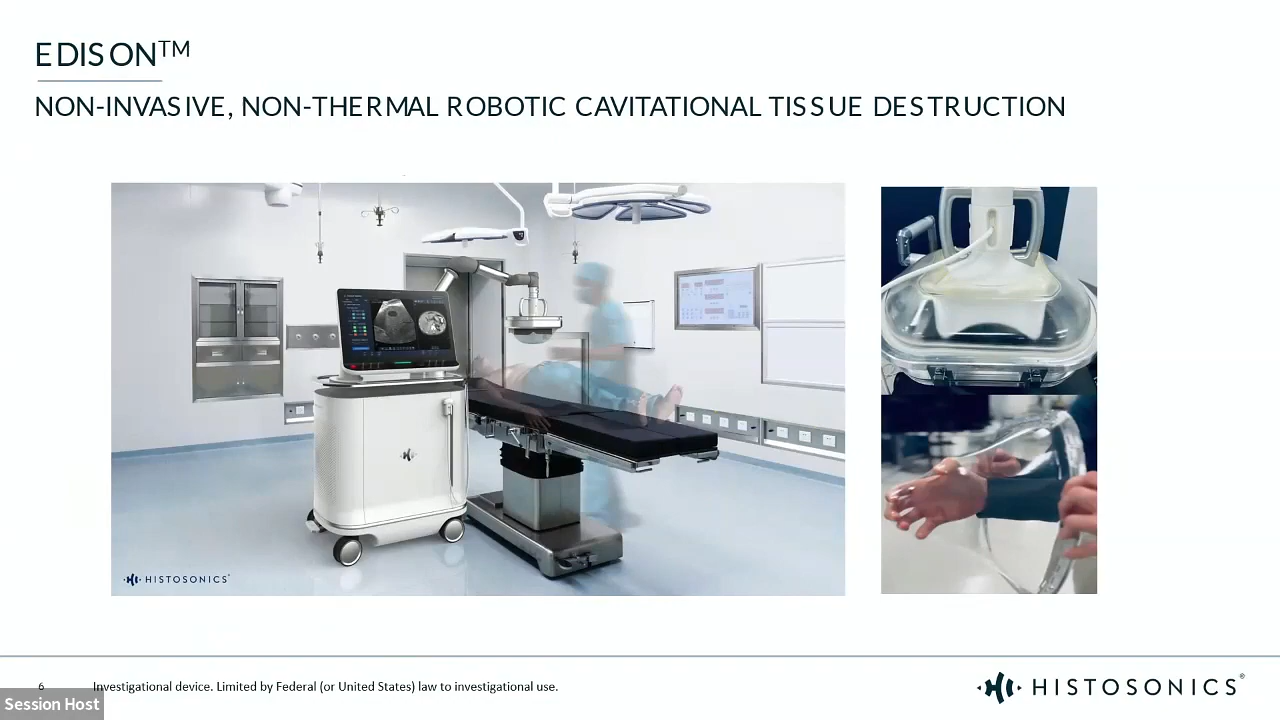 EDISON™
NON-INVASIVE, NON-THERMAL ROBOTIC CAVITATIONAL TISSUE DESTRUCTION
HISTOSONICS®
6 Investigational device. Limited by Federal (or United States) law to investigational use.
Session Host
HISTOSONICS®